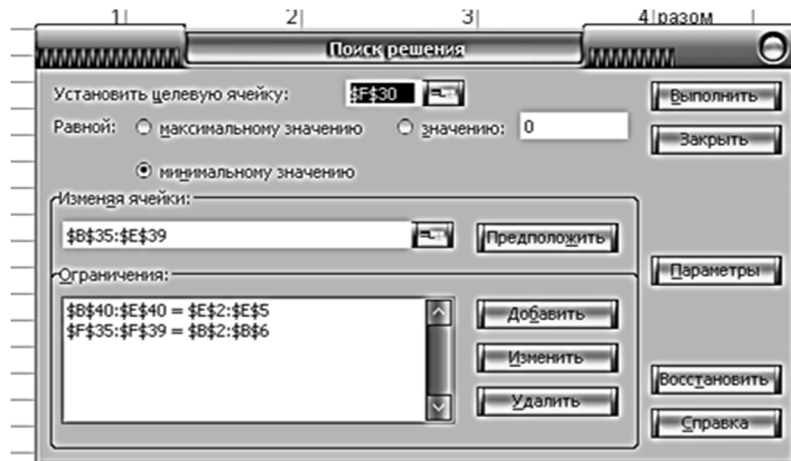 1 2 3 4 разом
Поиск решения
Установить целевую ячейку: $F$30 Выполнить
Равной: максимальному значению значению: 0 Закрыть
минимальному значению
Изменяя ячейки:
$B$35:$E$39 Предположить
Параметры
Ограничения:
$B$40:$E$40 = $E$2:$E$5 Добавить
$F$35:$F$39 = $B$2:$B$6
Изменить
Восстановить
Удалить
Справка